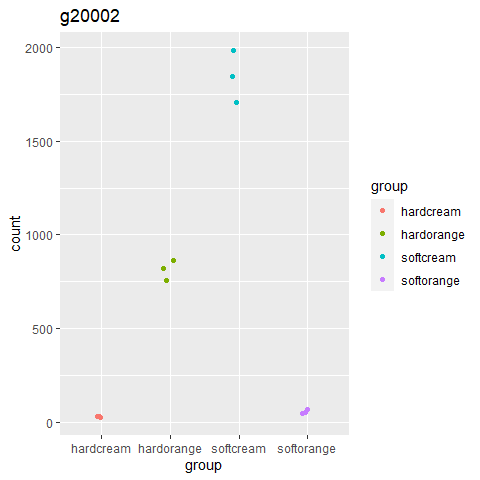 g20002
2000
1500
1000
500
0
count
hardcream hardorange softcream softorange
group
group
hardcream
hardorange
softcream
softorange